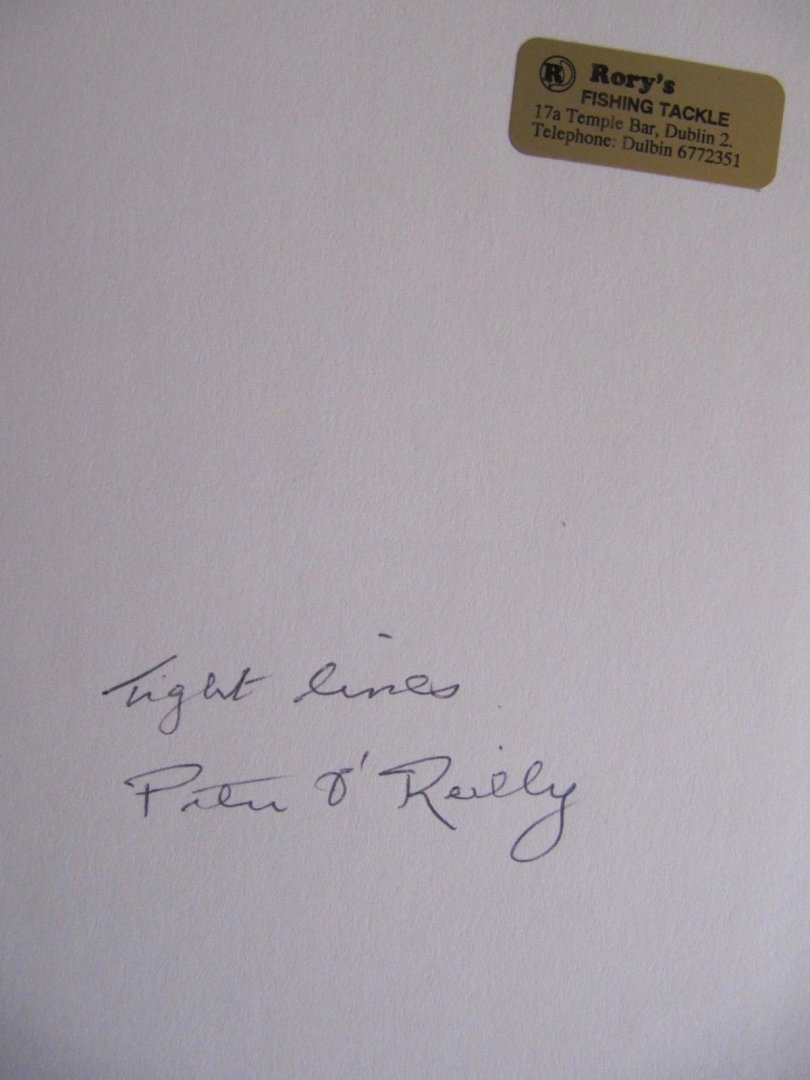 R Rory's
FISHING TACKLE
17a Temple Bar, Dublin 2.
Telephone: Dulbin 6772351
Tight lines
Peter O'Reilly